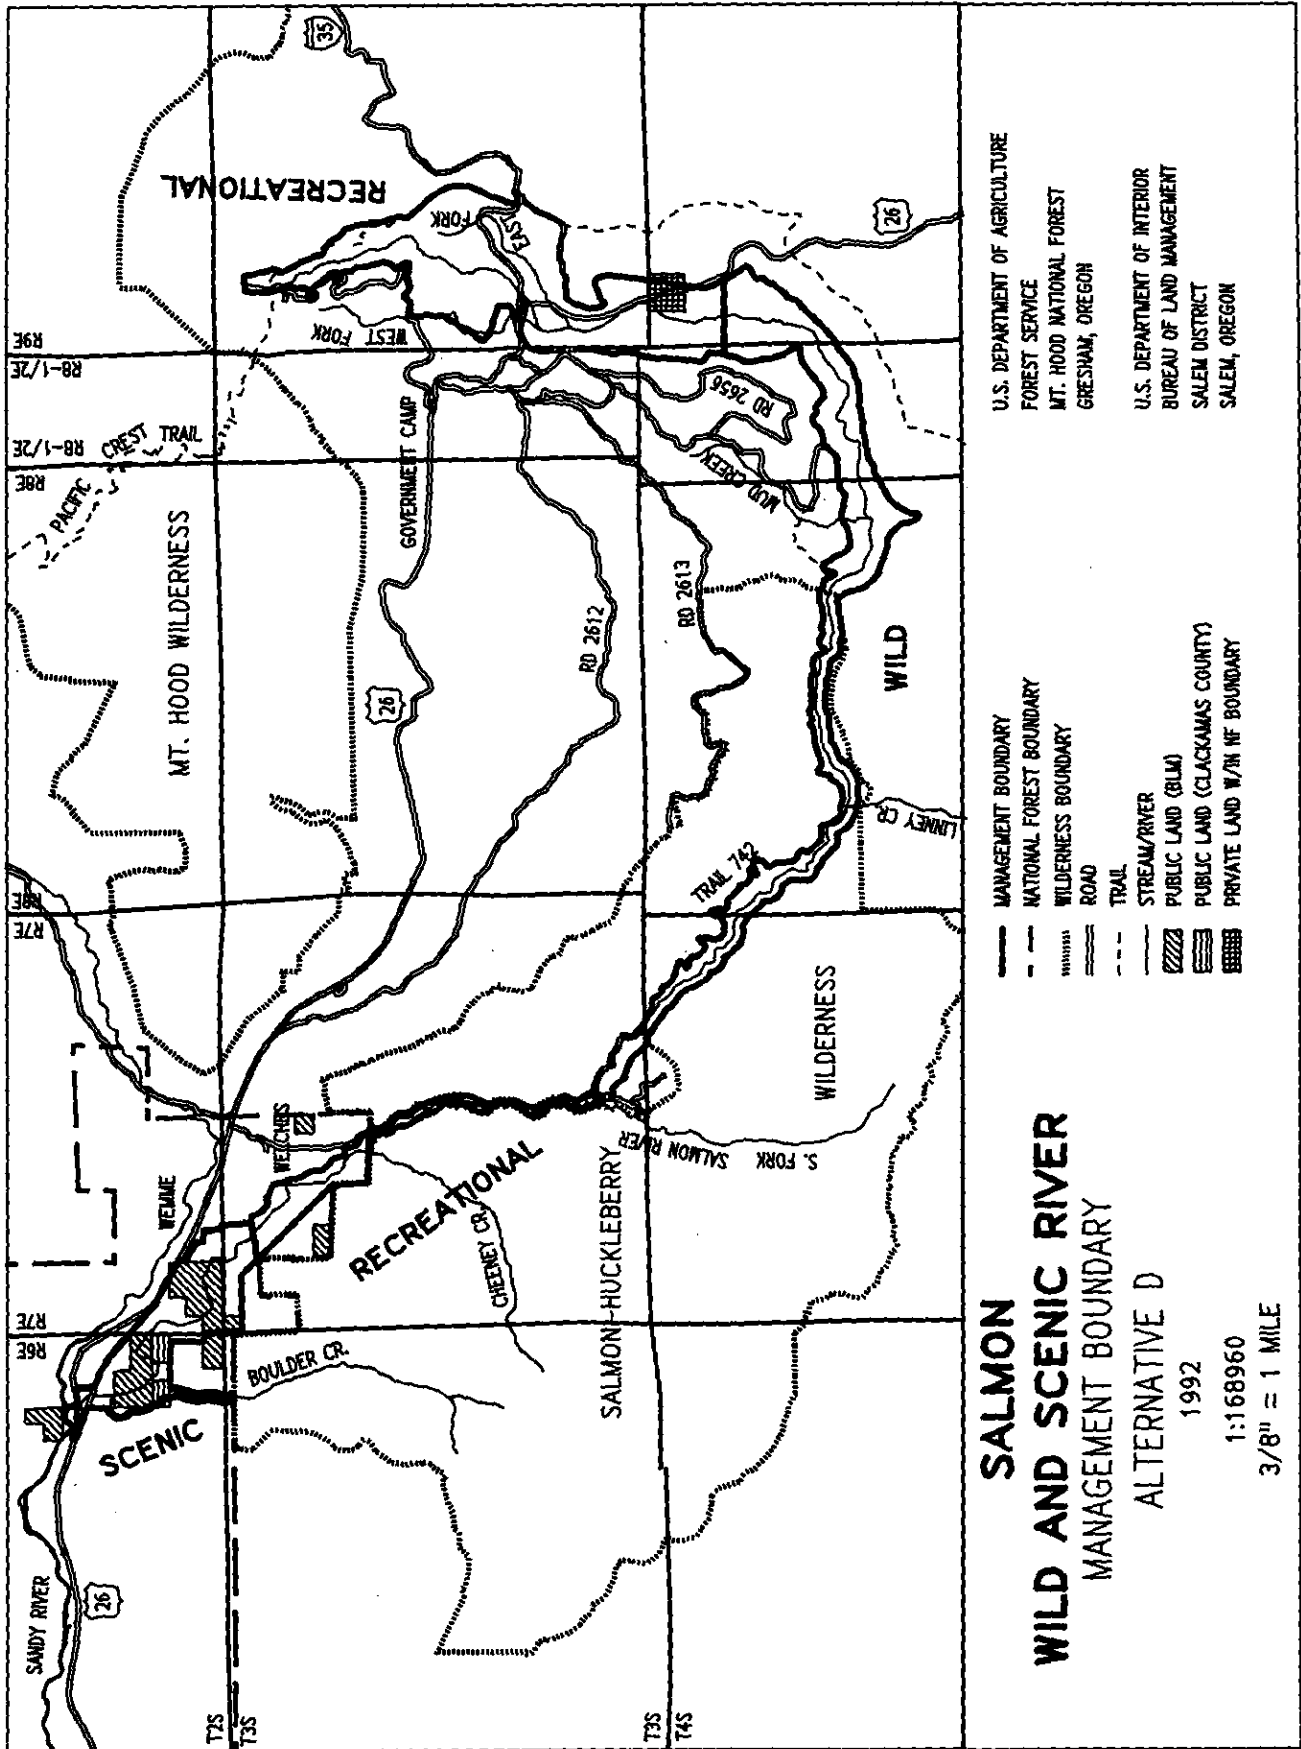 SALMON
WILD AND SCENIC RIVER
MANAGEMENT BOUNDARY
ALTERNATIVE D
1992
1:168960
3/8" = 1 MILE
MANAGEMENT BOUNDARY
NATIONAL FOREST BOUNDARY
WILDERNESS BOUNDARY
ROAD
TRAIL
STREAM/RIVER
PUBLIC LAND (BLM)
PUBLIC LAND (CLACKAMAS COUNTY)
PRIVATE LAND W/IN NF BOUNDARY
U.S. DEPARTMENT OF AGRICULTURE
FOREST SERVICE
MT. HOOD NATIONAL FOREST
GRESHAM, OREGON
U.S. DEPARTMENT OF INTERIOR
BUREAU OF LAND MANAGEMENT
SALEM DISTRICT
SALEM, OREGON
SANDY RIVER
26
T2S
T3S
T3S
T4S
SCENIC
R6E
R7E
BOULDER CR.
WEMME
WELCHES
RECREATIONAL
CHEENEY CR.
SALMON-HUCKLEBERRY
WILDERNESS
S. FORK SALMON RIVER
R7E
R8E
TRAIL 742
LINNEY CR.
WILD
MT. HOOD WILDERNESS
26
RD 2612
RD 2613
PACIFIC CREST TRAIL
R8E
R8-1/2E
R8-1/2E
R9E
GOVERNMENT CAMP
MUD CREEK
RD 2656
WEST FORK
EAST FORK
RECREATIONAL
35
26